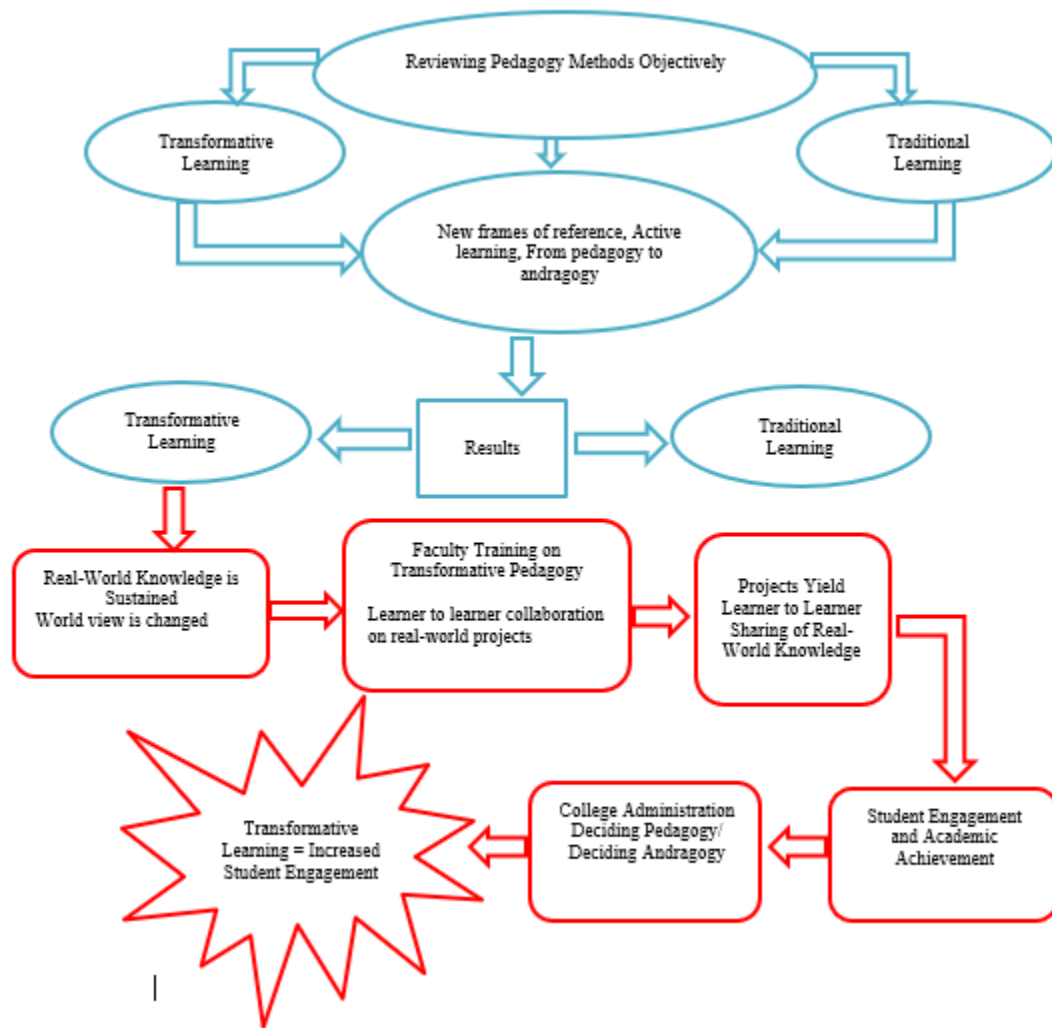 Reviewing Pedagogy Methods Objectively
Transformative
Learning
Traditional
Learning
New frames of reference, Active
learning, From pedagogy to
andragogy
Transformative
Learning
Results
Traditional
Learning
Real-World Knowledge is
Sustained
World view is changed
Faculty Training on
Transformative Pedagogy
Learner to learner collaboration
on real-world projects
Projects Yield
Learner to Learner
Sharing of Real-
World Knowledge
Transformative
Learning = Increased
Student Engagement
College Administration
Deciding Pedagogy/
Deciding Andragogy
Student Engagement
and Academic
Achievement